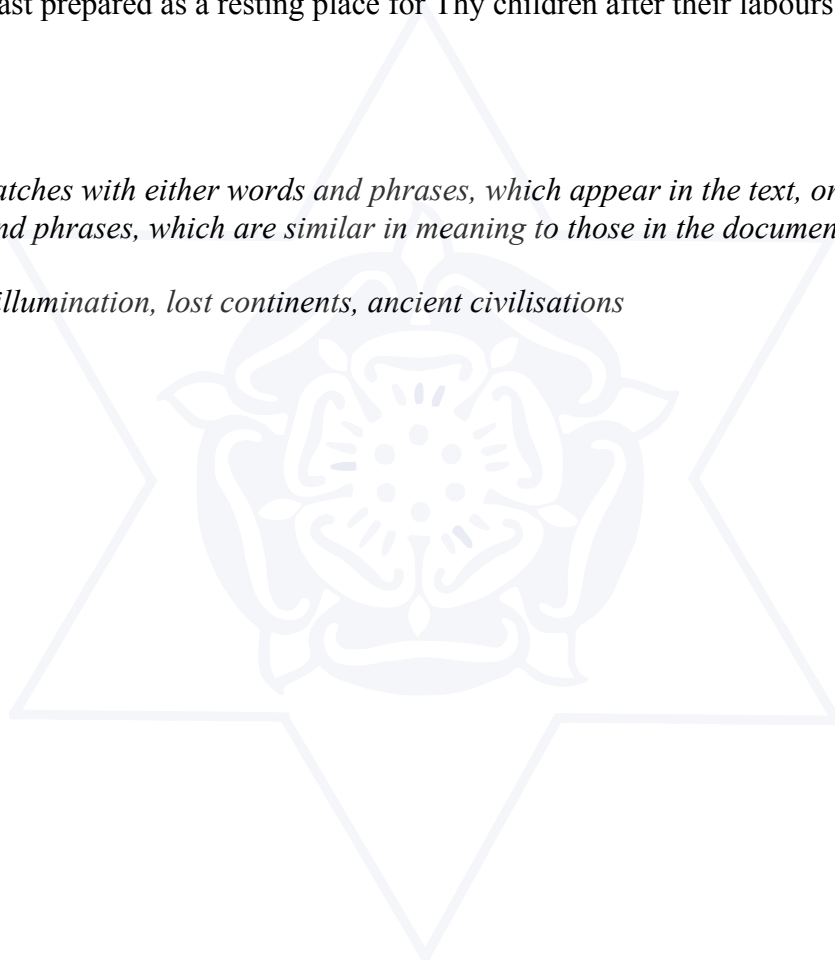 ast prepared as a resting place for Thy children after their labours
atches with either words and phrases, which appear in the text, or
nd phrases, which are similar in meaning to those in the documen
illumination, lost continents, ancient civilisations